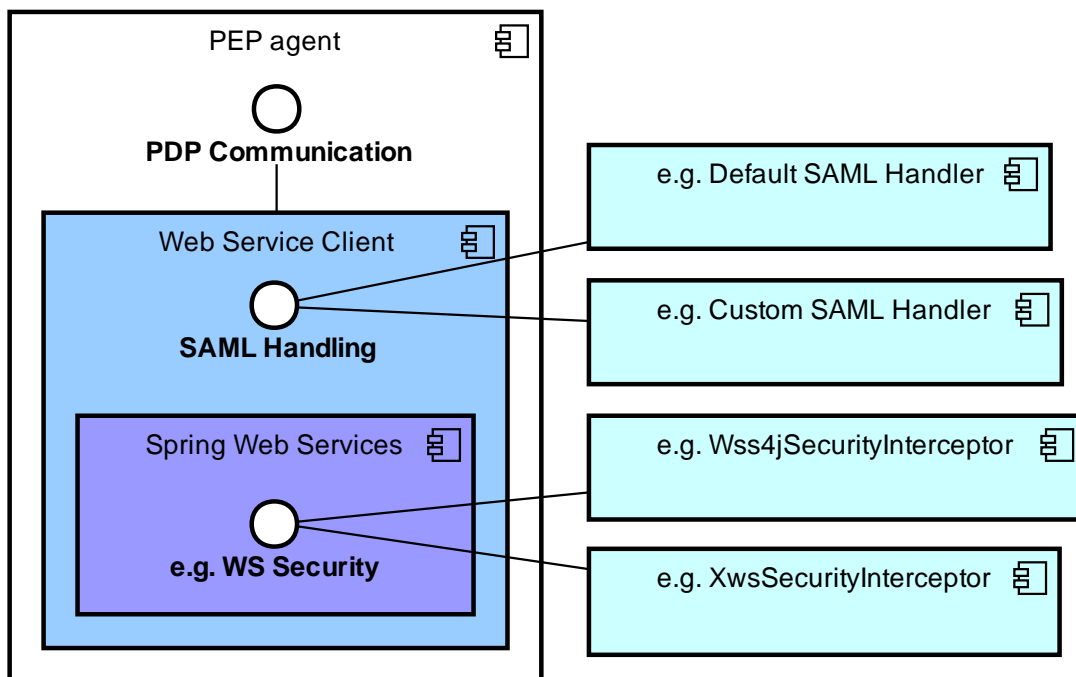 PEP agent
PDP Communication
Web Service Client
SAML Handling
Spring Web Services
e.g. WS Security
e.g. Default SAML Handler
e.g. Custom SAML Handler
e.g. Wss4jSecurityInterceptor
e.g. XwsSecurityInterceptor